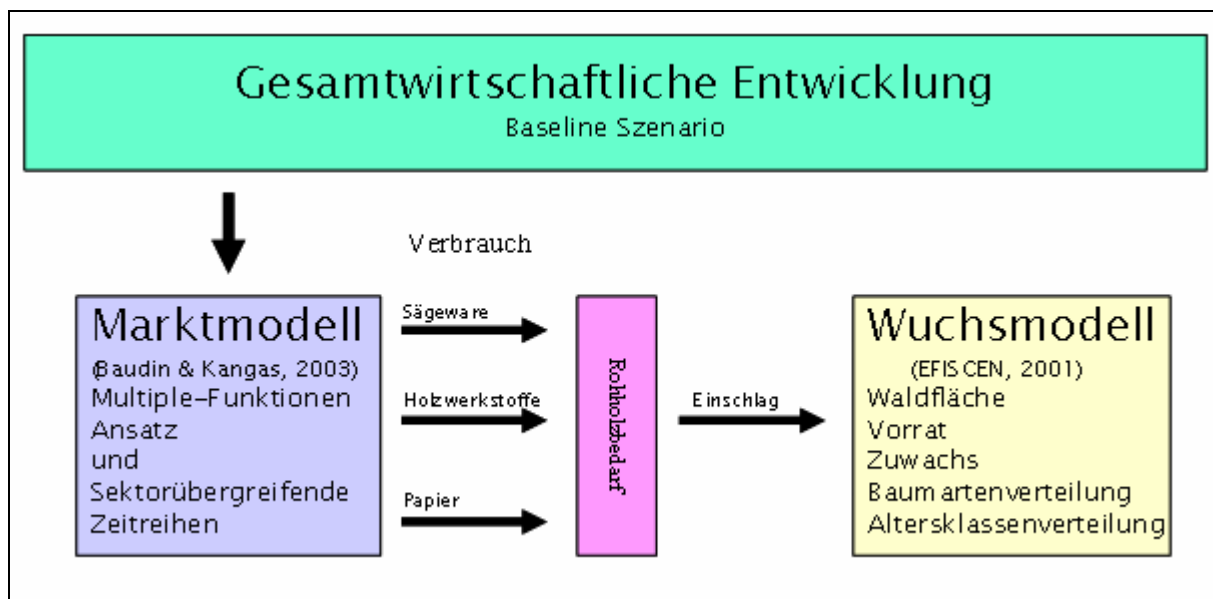 Gesamtwirtschaftliche Entwicklung
Baseline Szenario
Verbrauch
Marktmodell
(Baudin & Kangas, 2003)
Multiple-Funktionen
Ansatz
und
Sektorübergreifende
Zeitreihen
Sägeware
Holzwerkstoffe
Papier
Rohholzbedarf
Einschlag
Wuchsmodell
(EFISCEN, 2001)
Waldfläche
Vorrat
Zuwachs
Baumartenverteilung
Altersklassenverteilung